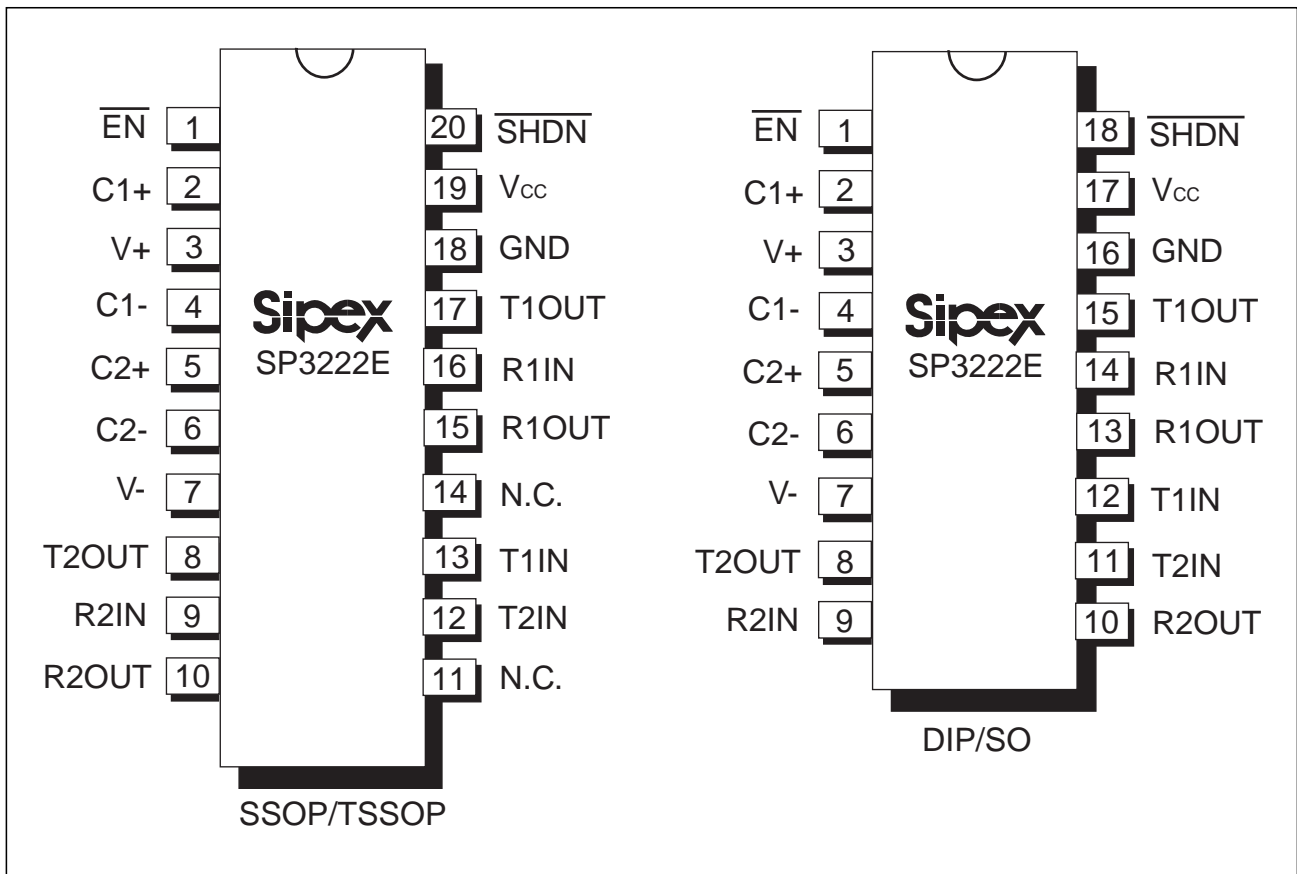 EN 1
C1+ 2
V+ 3
C1- 4
C2+ 5
C2- 6
V- 7
T2OUT 8
R2IN 9
R2OUT 10
Sipex
SP3222E
20 SHDN
19 Vcc
18 GND
17 T1OUT
16 R1IN
15 R1OUT
14 N.C.
13 T1IN
12 T2IN
11 N.C.
SSOP/TSSOP
EN 1
C1+ 2
V+ 3
C1- 4
C2+ 5
C2- 6
V- 7
T2OUT 8
R2IN 9
Sipex
SP3222E
18 SHDN
17 Vcc
16 GND
15 T1OUT
14 R1IN
13 R1OUT
12 T1IN
11 T2IN
10 R2OUT
DIP/SO